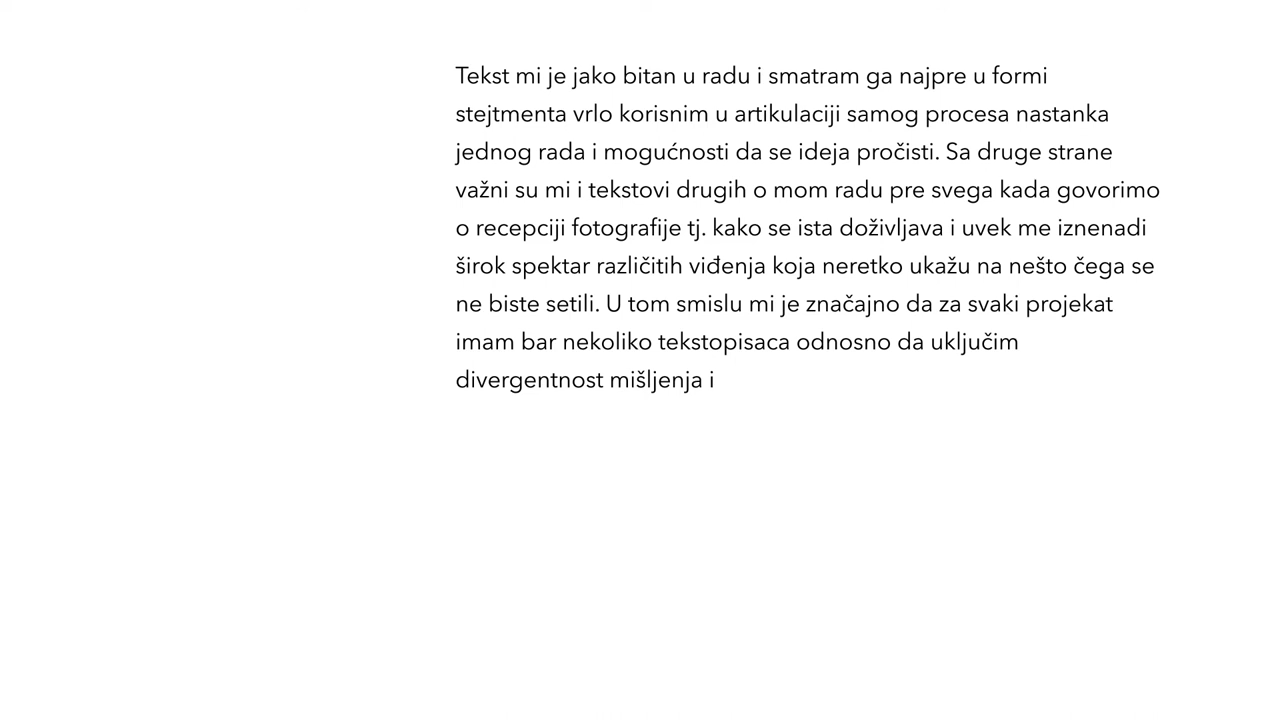 Tekst mi je jako bitan u radu i smatram ga najpre u formi
stejtmenta vrlo korisnim u artikulaciji samog procesa nastanka
jednog rada i mogućnosti da se ideja pročisti. Sa druge strane
važni su mi i tekstovi drugih o mom radu pre svega kada govorimo
o recepciji fotografije tj. kako se ista doživljava i uvek me iznenadi
širok spektar različitih viđenja koja neretko ukažu na nešto čega se
ne biste setili. U tom smislu mi je značajno da za svaki projekat
imam bar nekoliko tekstopisaca odnosno da uključim
divergentnost mišljenja i